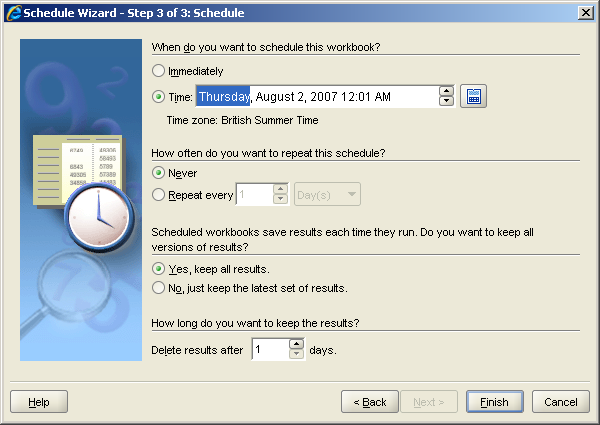 Schedule Wizard - Step 3 of 3: Schedule
When do you want to schedule this workbook?
Immediately
Time: Thursday, August 2, 2007 12:01 AM
Time zone: British Summer Time
How often do you want to repeat this schedule?
Never
Repeat every 1 Day(s)
Scheduled workbooks save results each time they run. Do you want to keep all
versions of results?
Yes, keep all results.
No, just keep the latest set of results.
How long do you want to keep the results?
Delete results after 1 days.
Help < Back Next > Finish Cancel